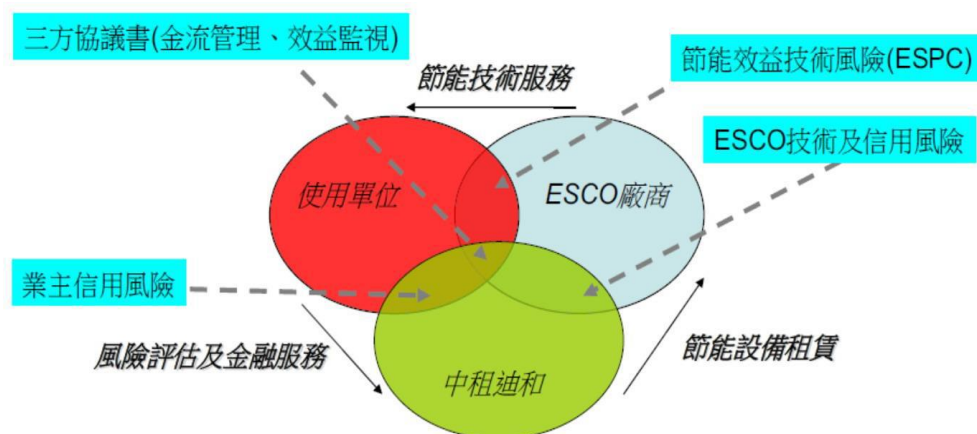 三方協議書(金流管理、效益監視)
節能效益技術風險(ESPC)
節能技術服務
ESCO技術及信用風險
使用單位
ESCO廠商
業主信用風險
風險評估及金融服務
節能設備租賃
中租迪和